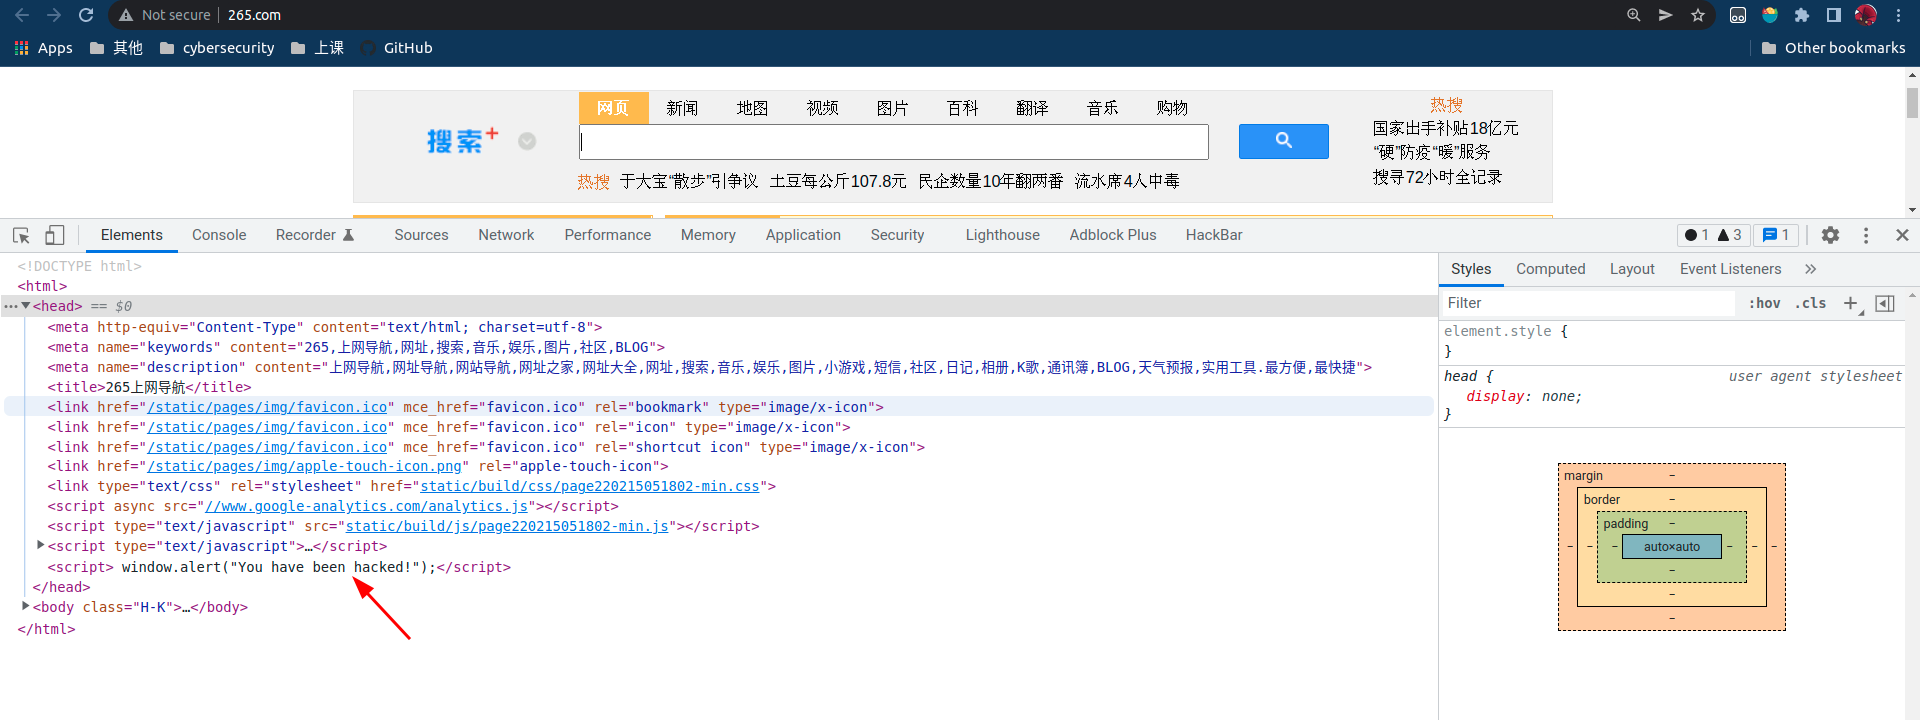 Not secure | 265.com
Apps 其他 cybersecurity 上课 GitHub Other bookmarks
网页 新闻 地图 视频 图片 百科 翻译 音乐 购物
搜索+
热搜 于大宝“散步”引争议 土豆每公斤107.8元 民企数量10年翻两番 流水席4人中毒
热搜
国家出手补贴18亿元
“硬”防疫“暖”服务
搜寻72小时全记录
Elements Console Recorder Sources Network Performance Memory Application Security Lighthouse Adblock Plus HackBar 1 3 1
<!DOCTYPE html>
<html>
<head> == $0
<meta http-equiv="Content-Type" content="text/html; charset=utf-8">
<meta name="keywords" content="265,上网导航,网址,搜索,音乐,娱乐,图片,社区,BLOG">
<meta name="description" content="上网导航,网址导航,网站导航,网址之家,网址大全,网址,搜索,音乐,娱乐,图片,小游戏,短信,社区,日记,相册,K歌,通讯簿,BLOG,天气预报,实用工具.最方便,最快捷">
<title>265上网导航</title>
<link href="/static/pages/img/favicon.ico" mce_href="favicon.ico" rel="bookmark" type="image/x-icon">
<link href="/static/pages/img/favicon.ico" mce_href="favicon.ico" rel="icon" type="image/x-icon">
<link href="/static/pages/img/favicon.ico" mce_href="favicon.ico" rel="shortcut icon" type="image/x-icon">
<link href="/static/pages/img/apple-touch-icon.png" rel="apple-touch-icon">
<link type="text/css" rel="stylesheet" href="static/build/css/page220215051802-min.css">
<script async src="//www.google-analytics.com/analytics.js"></script>
<script type="text/javascript" src="static/build/js/page220215051802-min.js"></script>
<script type="text/javascript">…</script>
<script> window.alert("You have been hacked!");</script>
</head>
<body class="H-K">…</body>
</html>
Styles Computed Layout Event Listeners »
Filter :hov .cls +
element.style {
}
head { user agent stylesheet
display: none;
}
margin -
border -
padding -
- - - auto×auto - - -
-
-
-